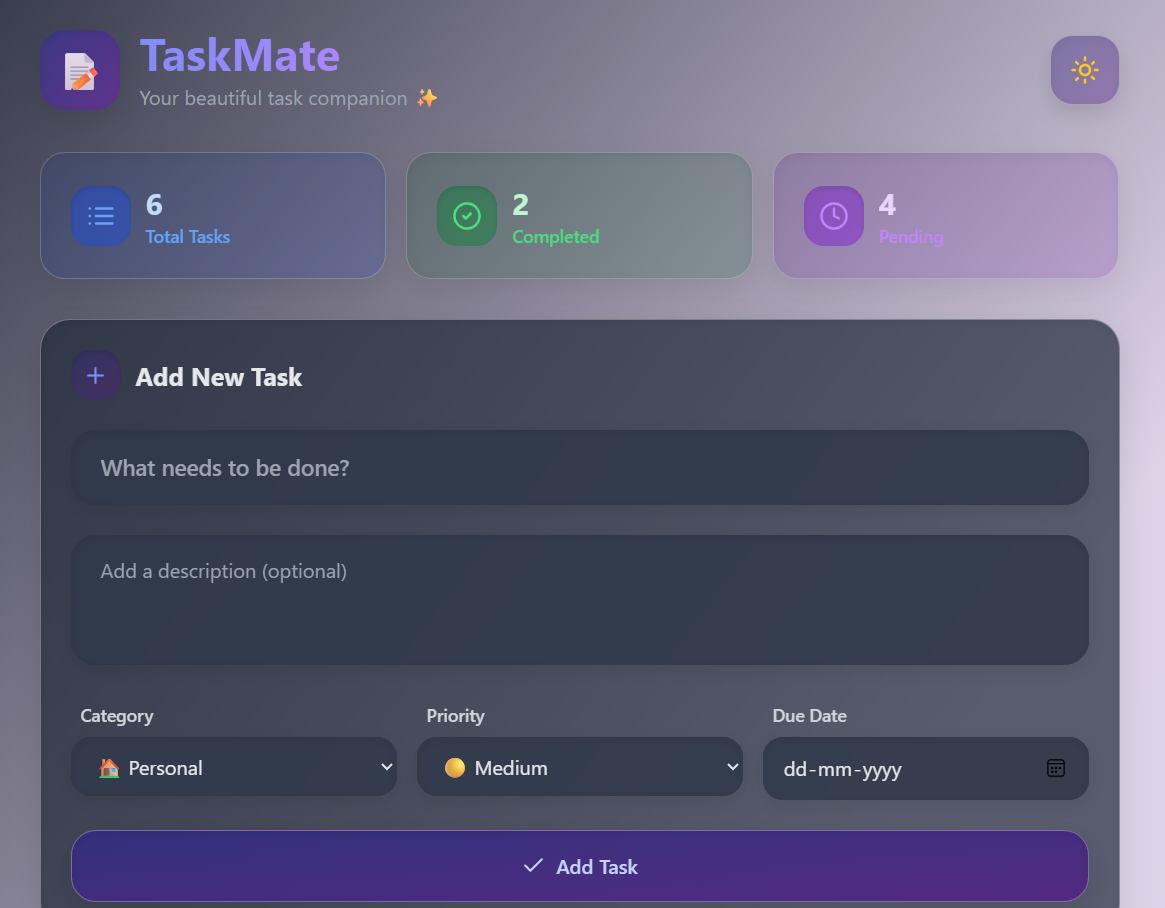 TaskMate
Your beautiful task companion ✨
6
Total Tasks
2
Completed
4
Pending
Add New Task
What needs to be done?
Add a description (optional)
Category
Priority
Due Date
Personal
Medium
dd-mm-yyyy
Add Task